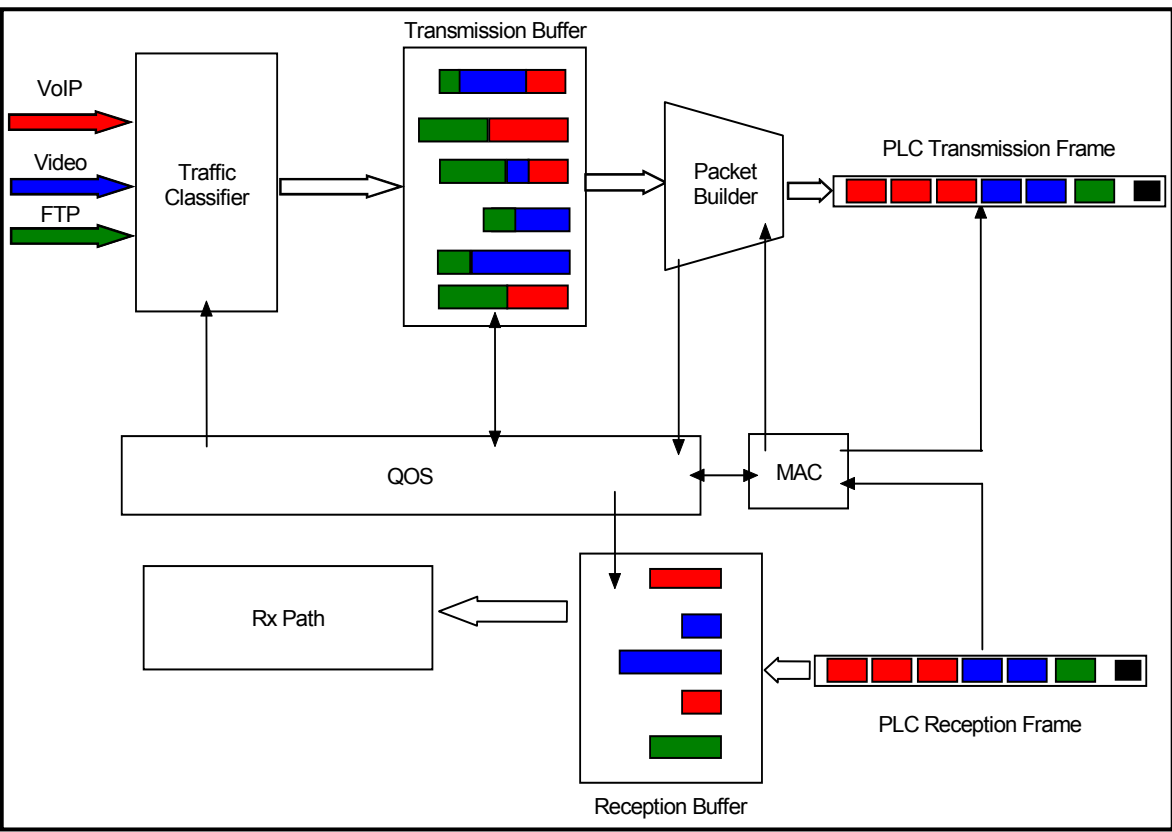 Transmission Buffer
VoIP
Video
FTP
Traffic
Classifier
Packet
Builder
PLC Transmission Frame
QOS
MAC
Rx Path
PLC Reception Frame
Reception Buffer